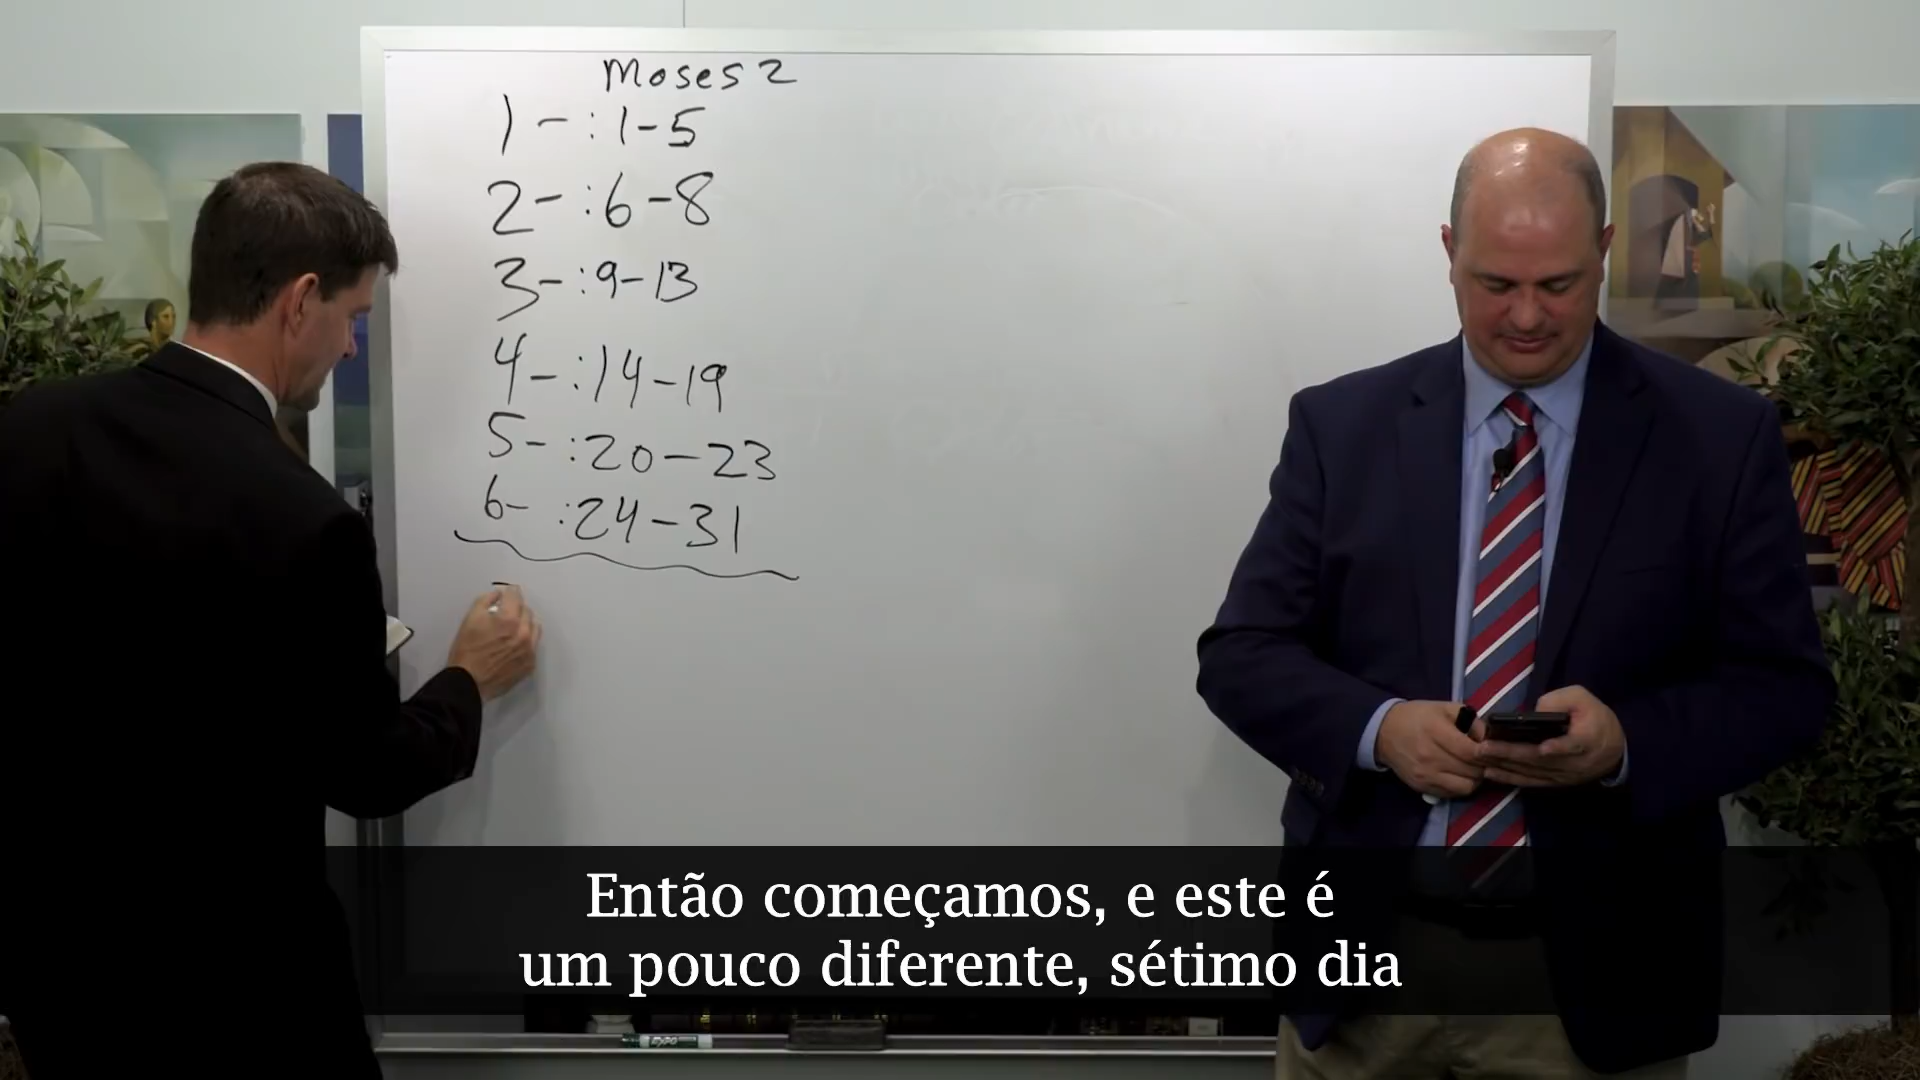 Moses 2
1 - :1-5
2 - :6-8
3 - :9-13
4 - :14-19
5 - :20-23
6 - :24-31
Então começamos, e este é
um pouco diferente, sétimo dia
EXPO